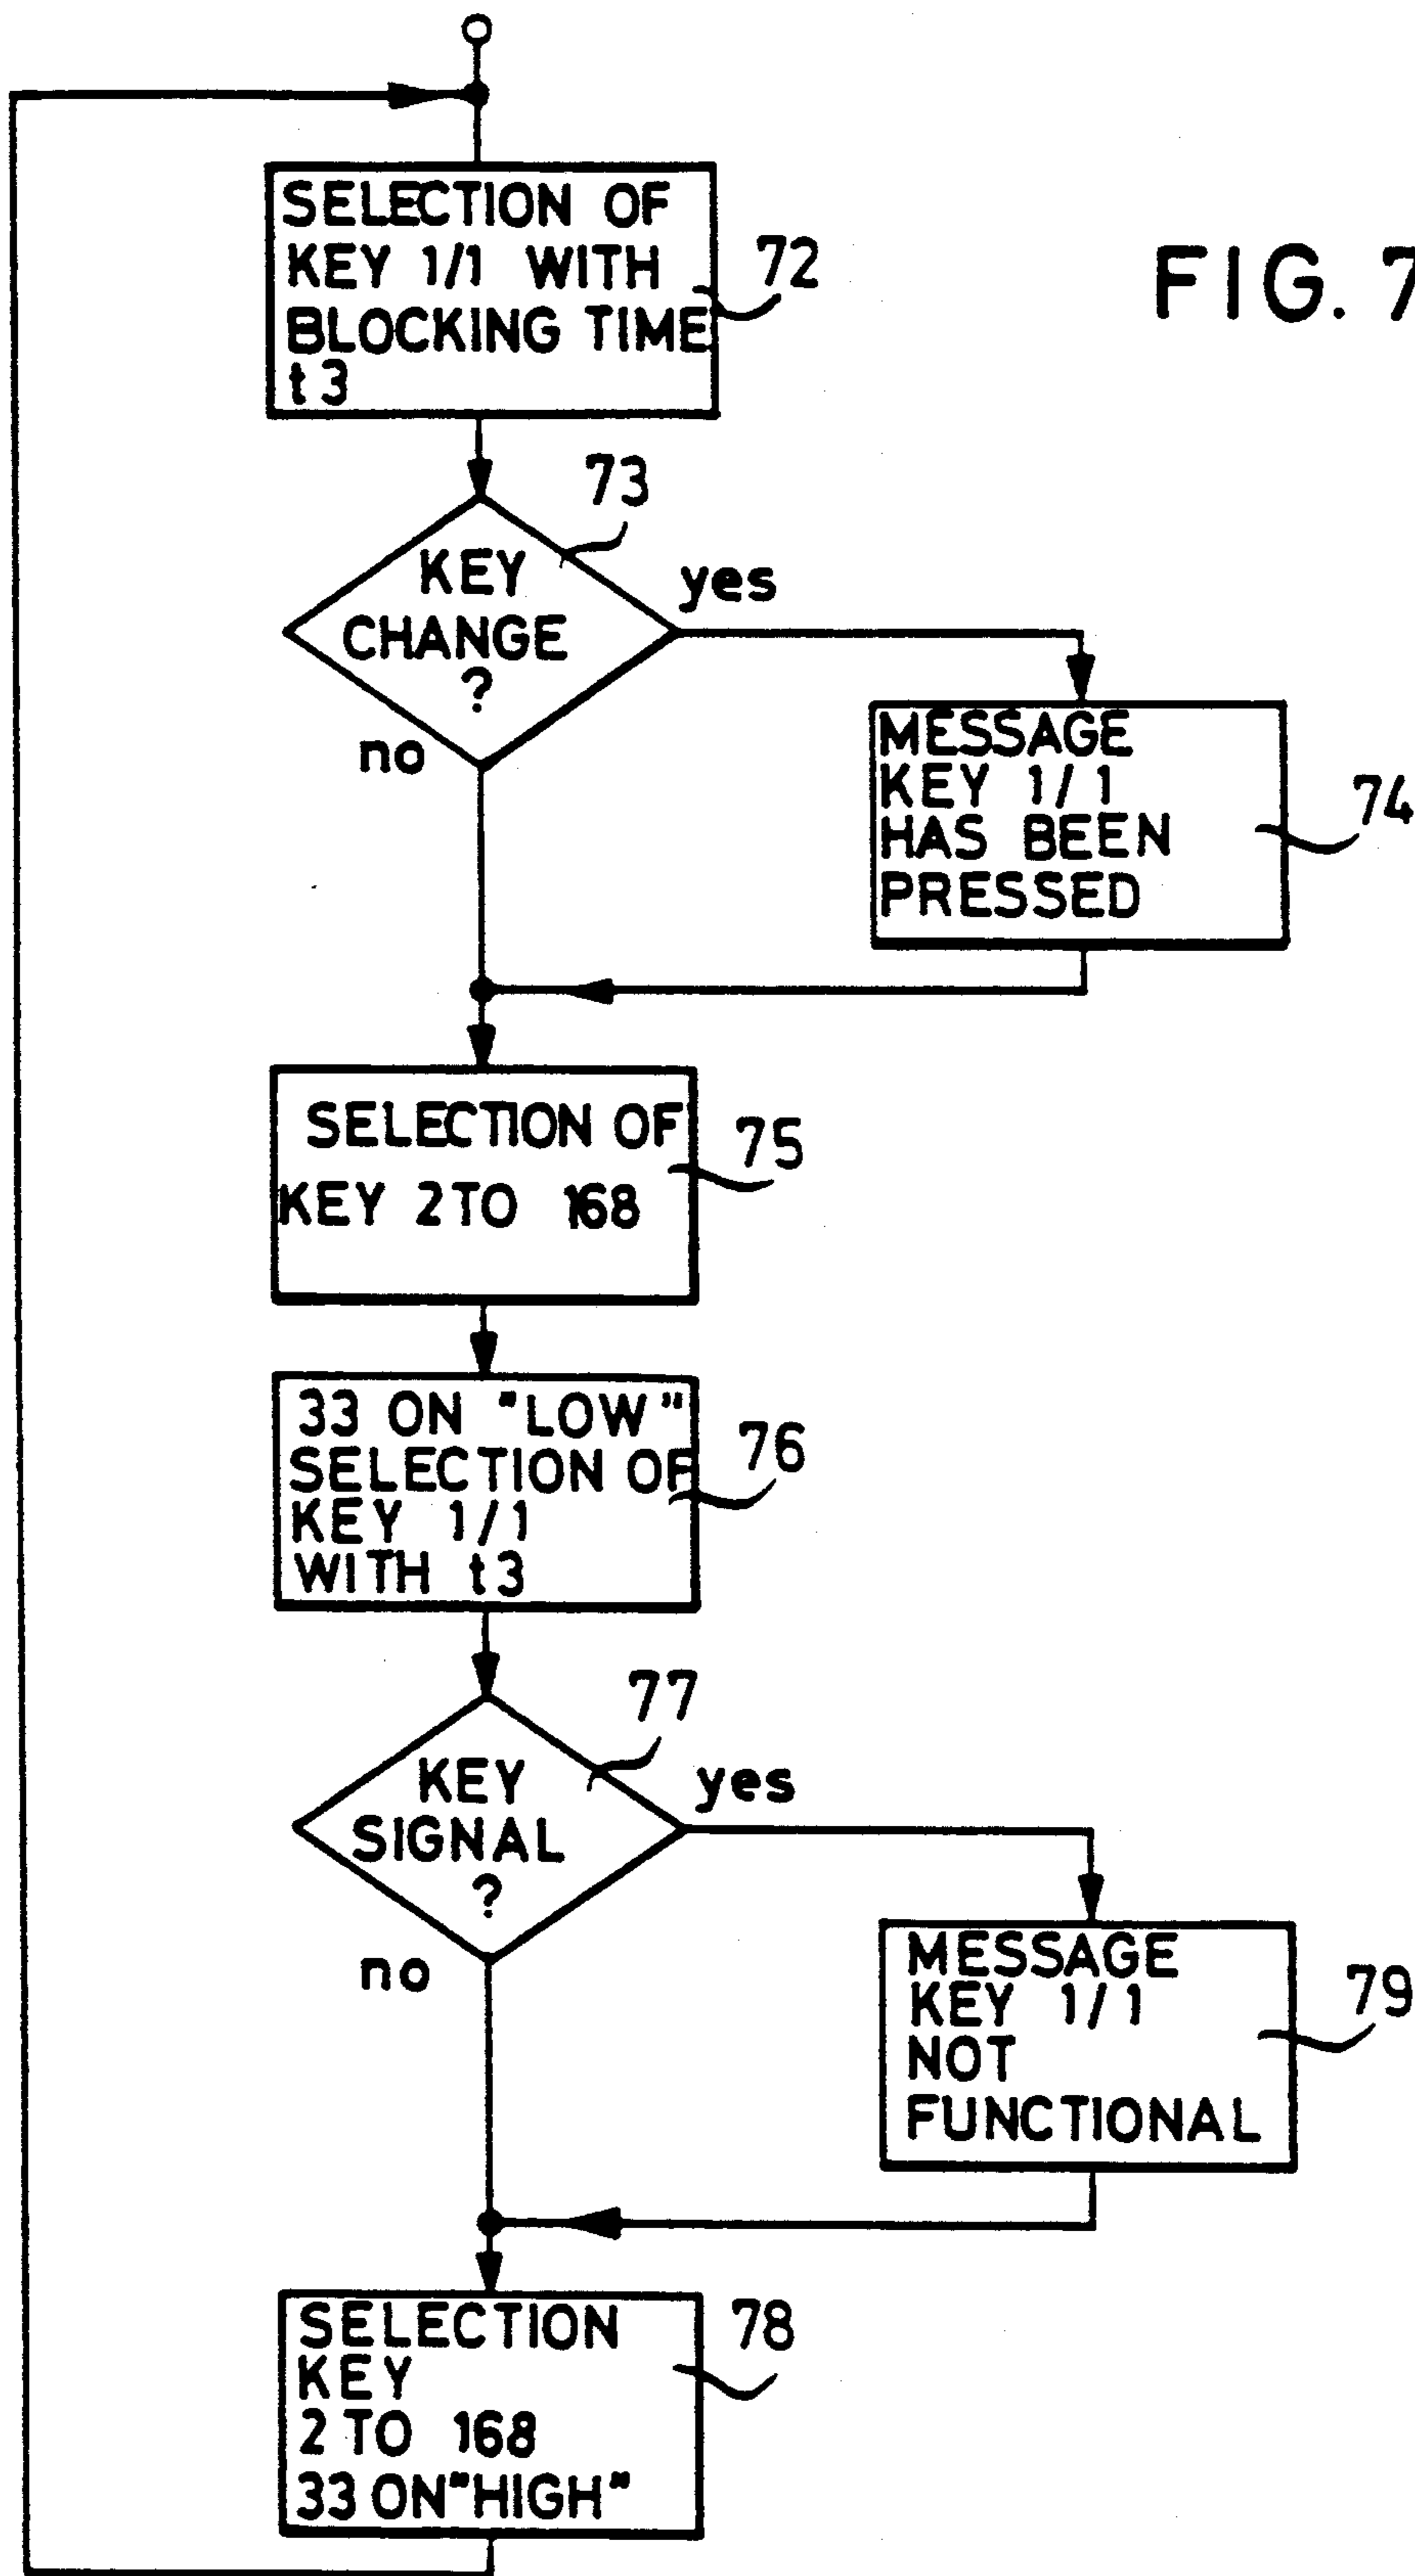 FIG. 7
SELECTION OF
KEY 1/1 WITH
BLOCKING TIME
t3
72
73
KEY
CHANGE
?
yes
no
MESSAGE
KEY 1/1
HAS BEEN
PRESSED
74
SELECTION OF
KEY 2 TO 168
75
33 ON "LOW"
SELECTION OF
KEY 1/1
WITH t3
76
77
KEY
SIGNAL
?
yes
no
MESSAGE
KEY 1/1
NOT
FUNCTIONAL
79
SELECTION
KEY
2 TO 168
33 ON "HIGH"
78